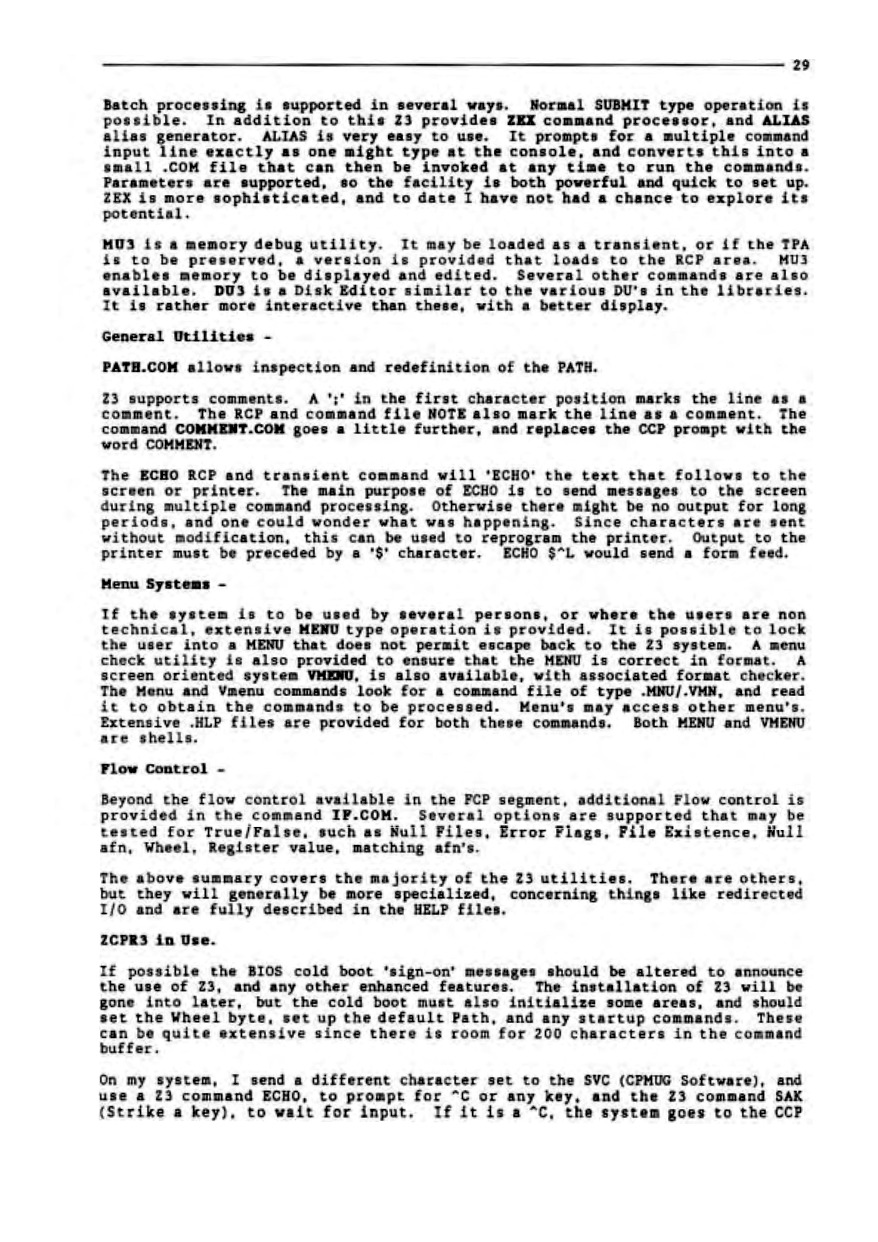 29
Batch processing is supported in several ways. Normal SUBMIT type operation is
possible. In addition to this Z3 provides ZEX command processor, and ALIAS
alias generator. ALIAS is very easy to use. It prompts for a multiple command
input line exactly as one might type at the console, and converts this into a
small .COM file that can then be invoked at any time to run the commands.
Parameters are supported, so the facility is both powerful and quick to set up.
ZEX is more sophisticated, and to date I have not had a chance to explore its
potential.
MU3 is a memory debug utility. It may be loaded as a transient, or if the TPA
is to be preserved, a version is provided that loads to the RCP area. MU3
enables memory to be displayed and edited. Several other commands are also
available. DU3 is a Disk Editor similar to the various DU's in the libraries.
It is rather more interactive than these, with a better display.
General Utilities -
PATH.COM allows inspection and redefinition of the PATH.
Z3 supports comments. A ';' in the first character position marks the line as a
comment. The RCP and command file NOTE also mark the line as a comment. The
command COMMENT.COM goes a little further, and replaces the CCP prompt with the
word COMMENT.
The ECHO RCP and transient command will 'ECHO' the text that follows to the
screen or printer. The main purpose of ECHO is to send messages to the screen
during multiple command processing. Otherwise there might be no output for long
periods, and one could wonder what was happening. Since characters are sent
without modification, this can be used to reprogram the printer. Output to the
printer must be preceded by a '$' character. ECHO $^L would send a form feed.
Menu Systems -
If the system is to be used by several persons, or where the users are non
technical, extensive MENU type operation is provided. It is possible to lock
the user into a MENU that does not permit escape back to the Z3 system. A menu
check utility is also provided to ensure that the MENU is correct in format. A
screen oriented system VMENU, is also available, with associated format checker.
The Menu and Vmenu commands look for a command file of type .MNU/.VMN, and read
it to obtain the commands to be processed. Menu's may access other menu's.
Extensive .HLP files are provided for both these commands. Both MENU and VMENU
are shells.
Flow Control -
Beyond the flow control available in the FCP segment, additional Flow control is
provided in the command IF.COM. Several options are supported that may be
tested for True/False, such as Null Files, Error Flags, File Existence, Null
afn, Wheel, Register value, matching afn's.
The above summary covers the majority of the Z3 utilities. There are others,
but they will generally be more specialized, concerning things like redirected
I/O and are fully described in the HELP files.
ZCPR3 in Use.
If possible the BIOS cold boot 'sign-on' messages should be altered to announce
the use of Z3, and any other enhanced features. The installation of Z3 will be
gone into later, but the cold boot must also initialize some areas, and should
set the Wheel byte, set up the default Path, and any startup commands. These
can be quite extensive since there is room for 200 characters in the command
buffer.
On my system, I send a different character set to the SVC (CPMUG Software), and
use a Z3 command ECHO, to prompt for ^C or any key, and the Z3 command SAK
(Strike a key), to wait for input. If it is a ^C, the system goes to the CCP